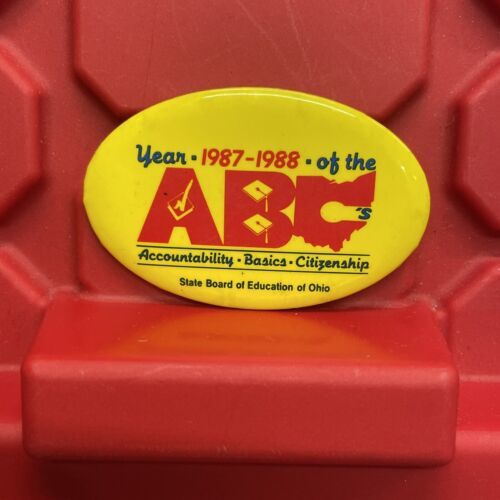 Year • 1987-1988 • of the
ABC's
Accountability • Basics • Citizenship
State Board of Education of Ohio